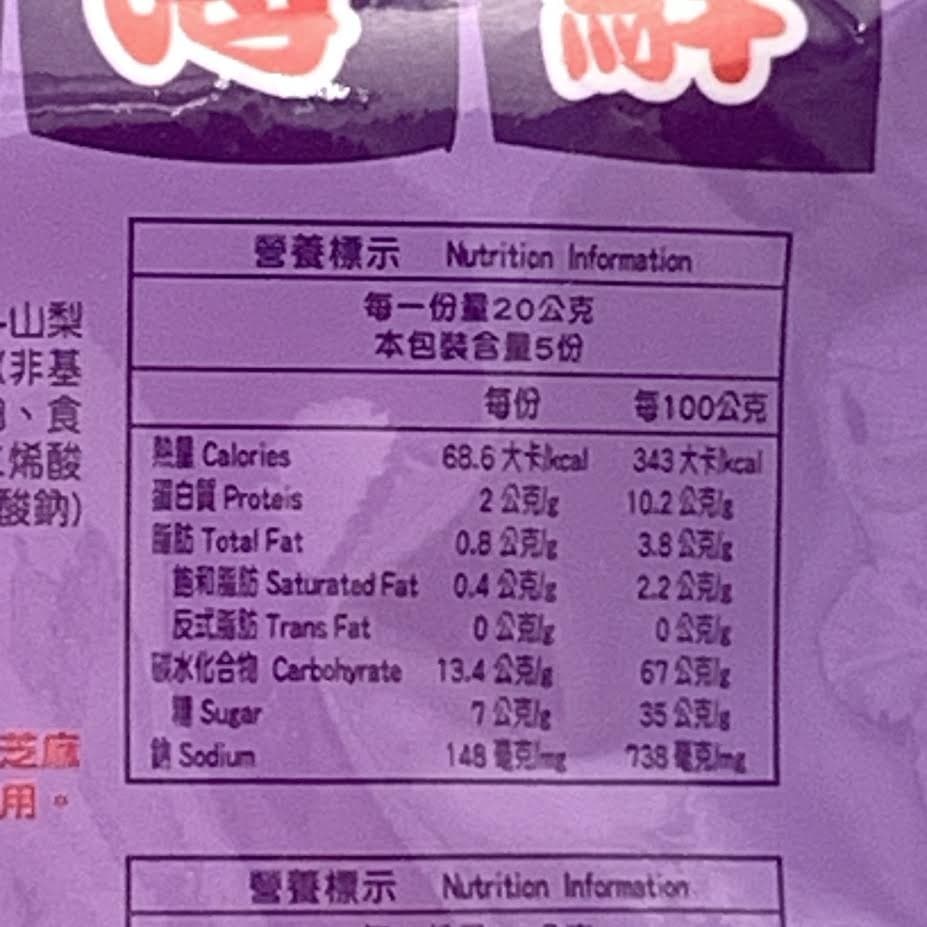 鮮
營養標示 Nutrition Information
每一份量20公克
本包裝含量5份
每份 每100公克
熱量 Calories 68.6 大卡/kcal 343 大卡/kcal
蛋白質 Proteis 2 公克/g 10.2 公克/g
脂肪 Total Fat 0.8 公克/g 3.8 公克/g
飽和脂肪 Saturated Fat 0.4 公克/g 2.2 公克/g
反式脂肪 Trans Fat 0 公克/g 0 公克/g
碳水化合物 Carbohyrate 13.4 公克/g 67 公克/g
糖 Sugar 7 公克/g 35 公克/g
鈉 Sodium 148 毫克/mg 738 毫克/mg
山梨
(非基
、食
烯酸
酸鈉)
芝麻
用。
營養標示 Nutrition Information